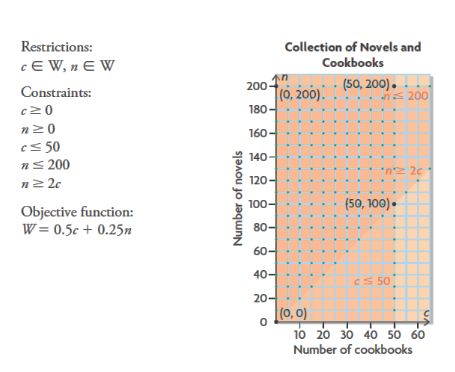 Restrictions:
c ∈ W, n ∈ W
Constraints:
c ≥ 0
n ≥ 0
c ≤ 50
n ≤ 200
n ≥ 2c
Objective function:
W = 0.5c + 0.25n
Collection of Novels and
Cookbooks
n
(0, 200)
(50, 200)
n ≤ 200
n ≥ 2c
(50, 100)
c ≤ 50
(0, 0)
c
200
180
160
140
120
100
80
60
40
20
0
10 20 30 40 50 60
Number of novels
Number of cookbooks